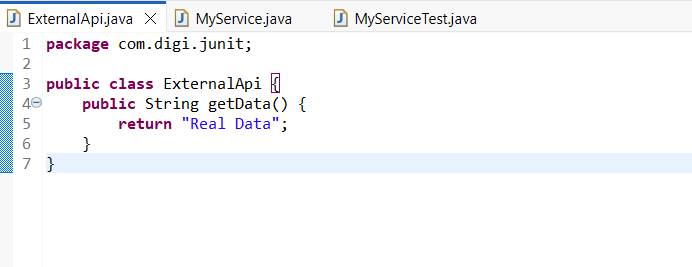 ExternalApi.java MyService.java MyServiceTest.java
1 package com.digi.junit;
2
3 public class ExternalApi {
4 public String getData() {
5 return "Real Data";
6 }
7 }